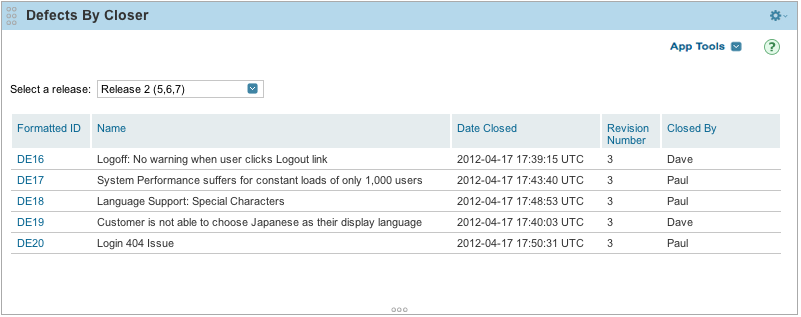 Defects By Closer
App Tools
?
Select a release: Release 2 (5,6,7)
Formatted ID Name Date Closed Revision Number Closed By
DE16 Logoff: No warning when user clicks Logout link 2012-04-17 17:39:15 UTC 3 Dave
DE17 System Performance suffers for constant loads of only 1,000 users 2012-04-17 17:43:40 UTC 3 Paul
DE18 Language Support: Special Characters 2012-04-17 17:48:53 UTC 3 Paul
DE19 Customer is not able to choose Japanese as their display language 2012-04-17 17:40:03 UTC 3 Dave
DE20 Login 404 Issue 2012-04-17 17:50:31 UTC 3 Paul